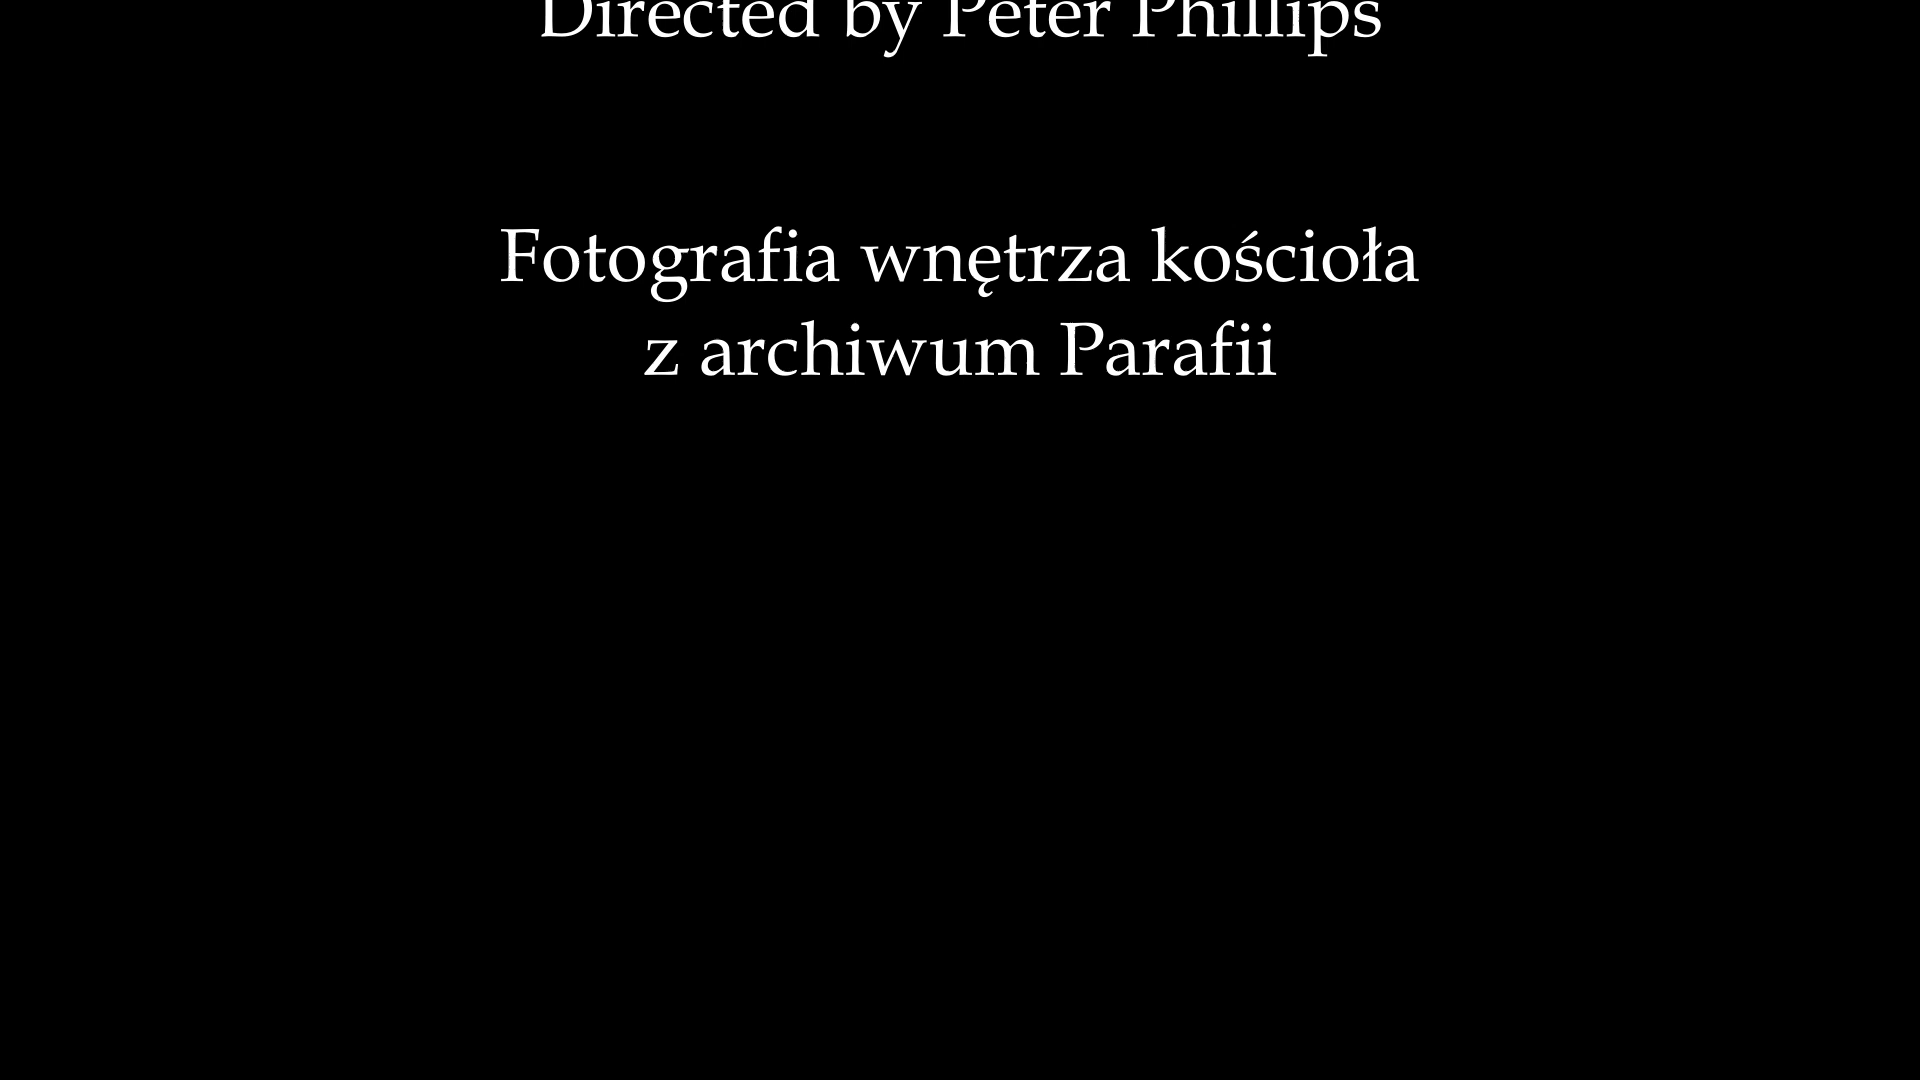 Directed by Peter Phillips
Fotografia wnętrza kościoła
z archiwum Parafii